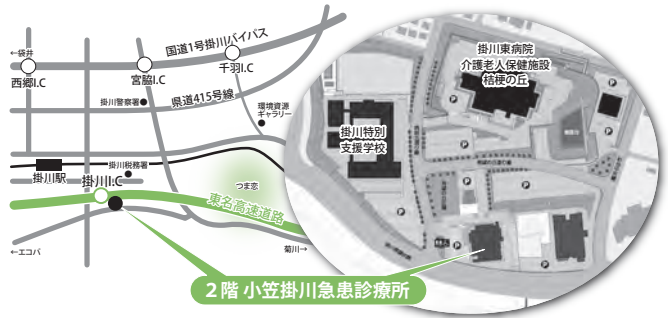 国道1号掛川バイパス
←袋井
西郷I.C
宮脇I.C
千羽I.C
掛川警察署
県道415号線
環境資源
ギャラリー
掛川駅
掛川税務署
掛川I.C
つま恋
東名高速道路
←エコパ
菊川→
掛川東病院
介護老人保健施設
桔梗の丘
掛川特別
支援学校
P
P
P
P
P
P
P
P
P
2階 小笠掛川急患診療所